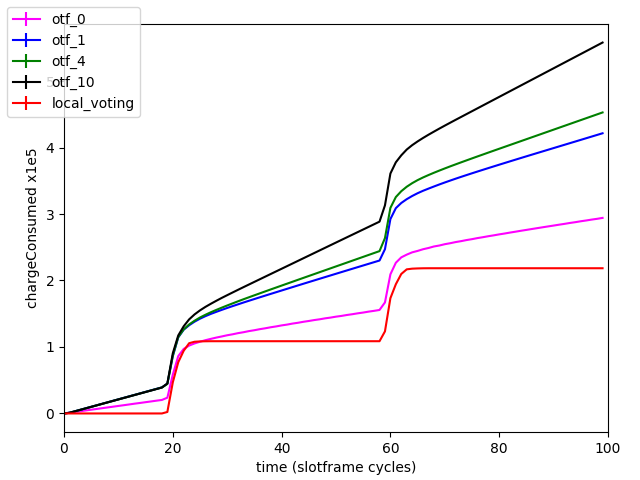 otf_0
otf_1
otf_4
otf_10
local_voting
5
4
3
2
1
0
chargeConsumed x1e5
0
20
40
60
80
100
time (slotframe cycles)